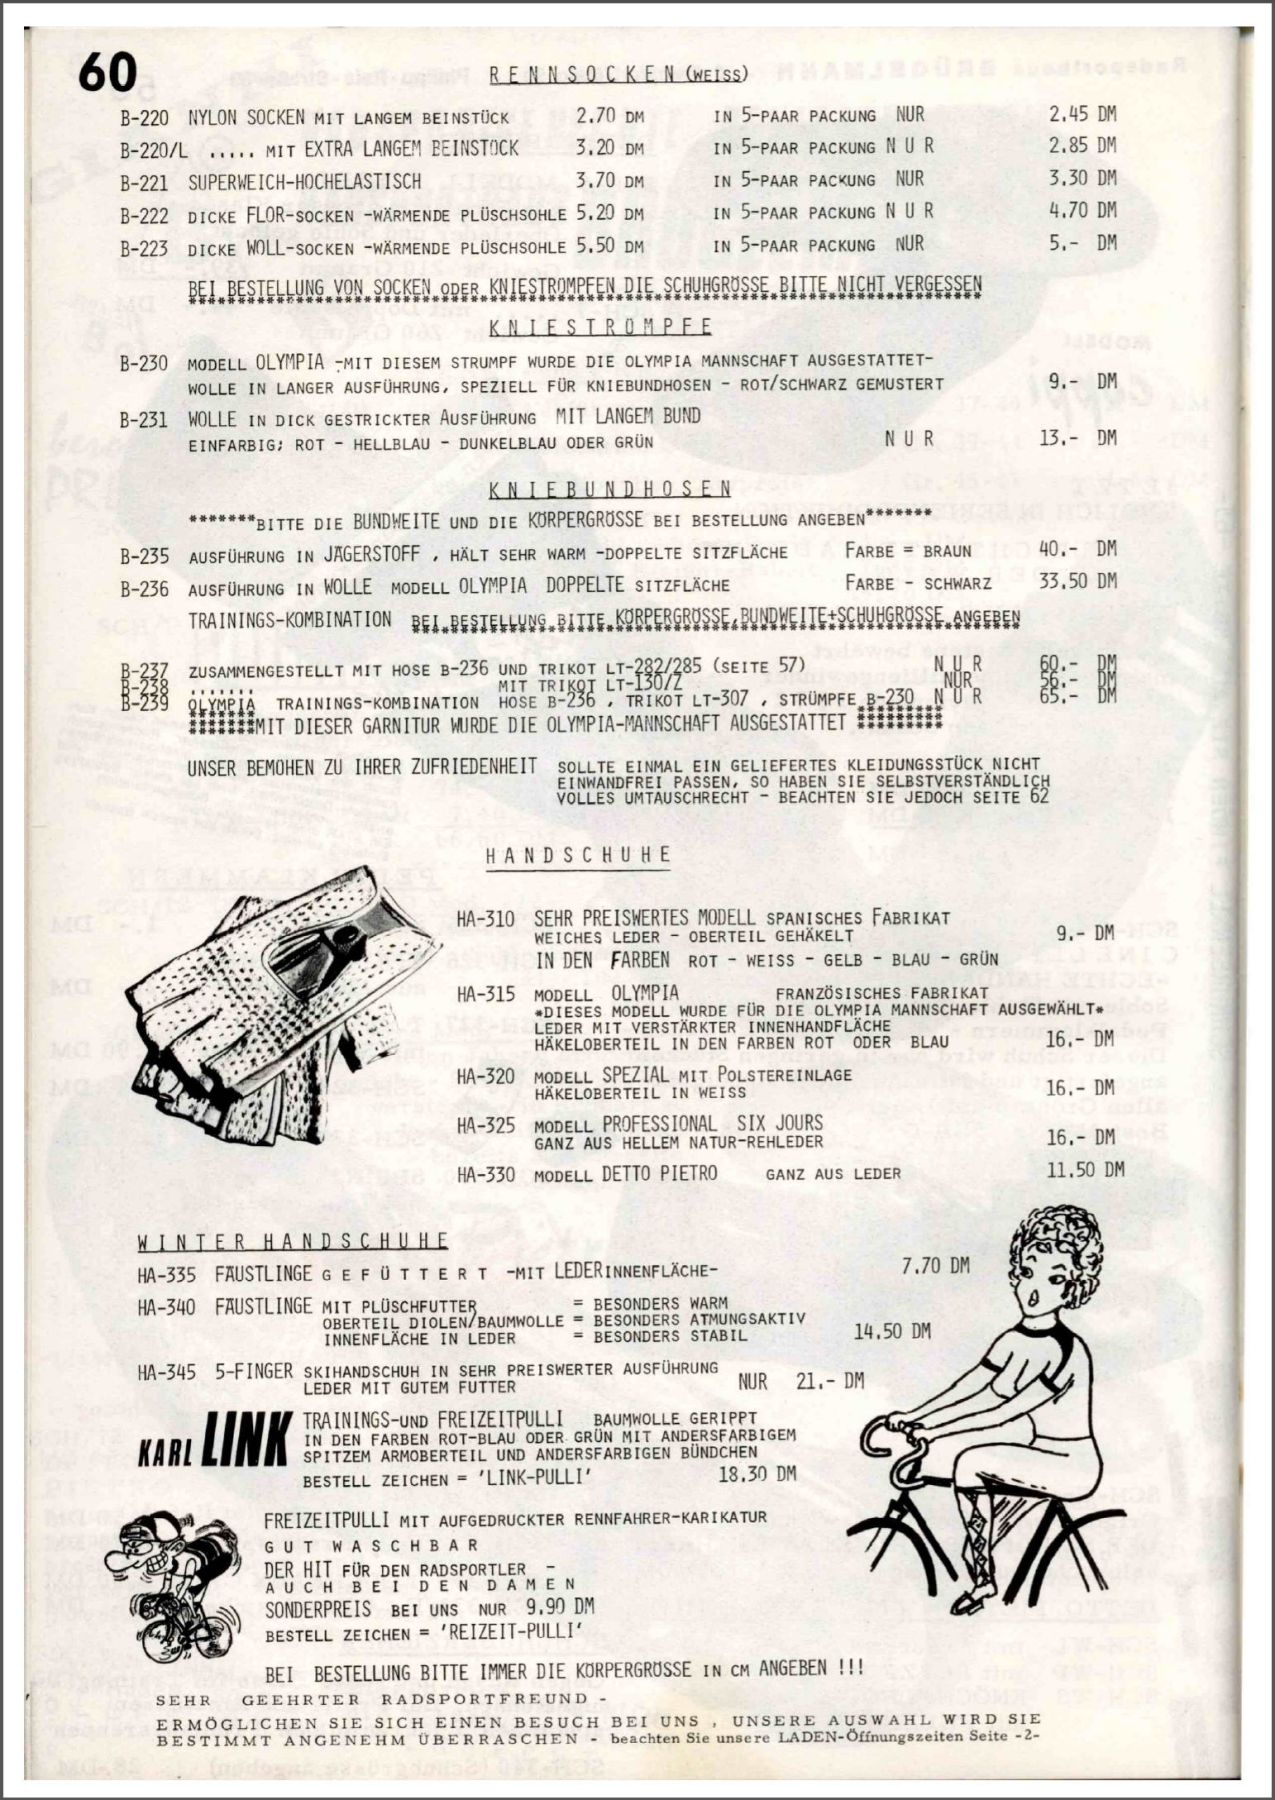 60
RENNSOCKEN (WEISS)
B-220 NYLON SOCKEN MIT LANGEM BEINSTÜCK 2.70 DM IN 5-PAAR PACKUNG NUR 2.45 DM
B-220/L ..... MIT EXTRA LANGEM BEINSTOCK 3.20 DM IN 5-PAAR PACKUNG N U R 2.85 DM
B-221 SUPERWEICH-HOCHELASTISCH 3.70 DM IN 5-PAAR PACKUNG NUR 3.30 DM
B-222 DICKE FLOR-SOCKEN -WÄRMENDE PLÜSCHSOHLE 5.20 DM IN 5-PAAR PACKUNG N U R 4.70 DM
B-223 DICKE WOLL-SOCKEN -WÄRMENDE PLÜSCHSOHLE 5.50 DM IN 5-PAAR PACKUNG NUR 5.- DM
BEI BESTELLUNG VON SOCKEN ODER KNIESTROMPFEN DIE SCHUHGRÖSSE BITTE NICHT VERGESSEN
KNIESTRÖMPFE
B-230 MODELL OLYMPIA -MIT DIESEM STRUMPF WURDE DIE OLYMPIA MANNSCHAFT AUSGESTATTET-
WOLLE IN LANGER AUSFÜHRUNG, SPEZIELL FÜR KNIEBUNDHOSEN - ROT/SCHWARZ GEMUSTERT 9.- DM
B-231 WOLLE IN DICK GESTRICKTER AUSFÜHRUNG MIT LANGEM BUND
EINFARBIG; ROT - HELLBLAU - DUNKELBLAU ODER GRÜN N U R 13.- DM
KNIEBUNDHOSEN
*******BITTE DIE BUNDWEITE UND DIE KÖRPERGRÖSSE BEI BESTELLUNG ANGEBEN*******
B-235 AUSFÜHRUNG IN JÄGERSTOFF , HÄLT SEHR WARM -DOPPELTE SITZFLÄCHE FARBE = BRAUN 40.- DM
B-236 AUSFÜHRUNG IN WOLLE MODELL OLYMPIA DOPPELTE SITZFLÄCHE FARBE - SCHWARZ 33.50 DM
TRAININGS-KOMBINATION BEI BESTELLUNG BITTE KÖRPERGRÖSSE,BUNDWEITE+SCHUHGRÖSSE ANGEBEN
B-237 ZUSAMMENGESTELLT MIT HOSE B-236 UND TRIKOT LT-282/285 (SEITE 57) N U R 60.- DM
B-238 ....... MIT TRIKOT LT-130/Z NUR 56.- DM
B-239 OLYMPIA TRAININGS-KOMBINATION HOSE B-236 , TRIKOT LT-307 , STRÜMPFE B-230 N U R 65.- DM
*******MIT DIESER GARNITUR WURDE DIE OLYMPIA-MANNSCHAFT AUSGESTATTET *********
UNSER BEMÖHEN ZU IHRER ZUFRIEDENHEIT SOLLTE EINMAL EIN GELIEFERTES KLEIDUNGSSTÜCK NICHT
EINWANDFREI PASSEN, SO HABEN SIE SELBSTVERSTÄNDLICH
VOLLES UMTAUSCHRECHT - BEACHTEN SIE JEDOCH SEITE 62
HANDSCHUHE
HA-310 SEHR PREISWERTES MODELL SPANISCHES FABRIKAT
WEICHES LEDER - OBERTEIL GEHÄKELT 9.- DM
IN DEN FARBEN ROT - WEISS - GELB - BLAU - GRÜN
HA-315 MODELL OLYMPIA FRANZÖSISCHES FABRIKAT
*DIESES MODELL WURDE FÜR DIE OLYMPIA MANNSCHAFT AUSGEWÄHLT*
LEDER MIT VERSTÄRKTER INNENHANDFLÄCHE
HÄKELOBERTEIL IN DEN FARBEN ROT ODER BLAU 16.- DM
HA-320 MODELL SPEZIAL MIT POLSTEREINLAGE
HÄKELOBERTEIL IN WEISS 16.- DM
HA-325 MODELL PROFESSIONAL SIX JOURS
GANZ AUS HELLEM NATUR-REHLEDER 16.- DM
HA-330 MODELL DETTO PIETRO GANZ AUS LEDER 11.50 DM
WINTER HANDSCHUHE
HA-335 FÄUSTLINGE G E F Ü T T E R T -MIT LEDERINNENFLÄCHE- 7.70 DM
HA-340 FÄUSTLINGE MIT PLÜSCHFUTTER = BESONDERS WARM
OBERTEIL DIOLEN/BAUMWOLLE = BESONDERS ATMUNGSAKTIV
INNENFLÄCHE IN LEDER = BESONDERS STABIL 14.50 DM
HA-345 5-FINGER SKIHANDSCHUH IN SEHR PREISWERTER AUSFÜHRUNG
LEDER MIT GUTEM FUTTER NUR 21.- DM
KARL LINK
TRAININGS-UND FREIZEITPULLI BAUMWOLLE GERIPPT
IN DEN FARBEN ROT-BLAU ODER GRÜN MIT ANDERSFARBIGEM
SPITZEM ARMOBERTEIL UND ANDERSFARBIGEN BÜNDCHEN
BESTELL ZEICHEN = 'LINK-PULLI' 18.30 DM
FREIZEITPULLI MIT AUFGEDRUCKTER RENNFAHRER-KARIKATUR
G U T W A S C H B A R
DER HIT FÜR DEN RADSPORTLER -
A U C H B E I D E N D A M E N
SONDERPREIS BEI UNS NUR 9.90 DM
BESTELL ZEICHEN = 'REIZEIT-PULLI'
BEI BESTELLUNG BITTE IMMER DIE KÖRPERGRÖSSE IN CM ANGEBEN !!!
SEHR GEEHRTER RADSPORTFREUND -
ERMÖGLICHEN SIE SICH EINEN BESUCH BEI UNS , UNSERE AUSWAHL WIRD SIE
BESTIMMT ANGENEHM ÜBERRASCHEN - beachten Sie unsere LADEN-Öffnungszeiten Seite -2-